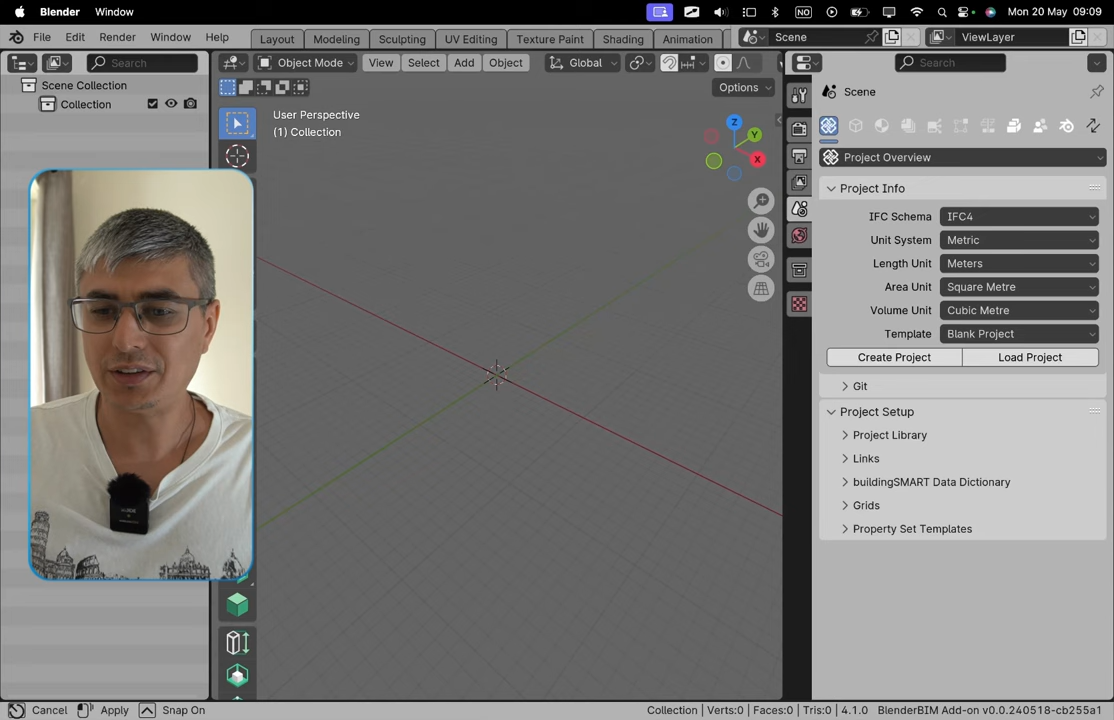 Blender Window NO Mon 20 May 09:09
File Edit Render Window Help Layout Modeling Sculpting UV Editing Texture Paint Shading Animation Scene ViewLayer
Search Object Mode View Select Add Object Global Search
Scene Collection
Collection
Options
Scene
User Perspective
(1) Collection
Z
Y
X
Project Overview
Project Info
IFC Schema IFC4
Unit System Metric
Length Unit Meters
Area Unit Square Metre
Volume Unit Cubic Metre
Template Blank Project
Create Project Load Project
Git
Project Setup
Project Library
Links
buildingSMART Data Dictionary
Grids
Property Set Templates
Cancel Apply Snap On Collection | Verts:0 | Faces:0 | Tris:0 | 4.1.0 BlenderBIM Add-on v0.0.240518-cb255a1